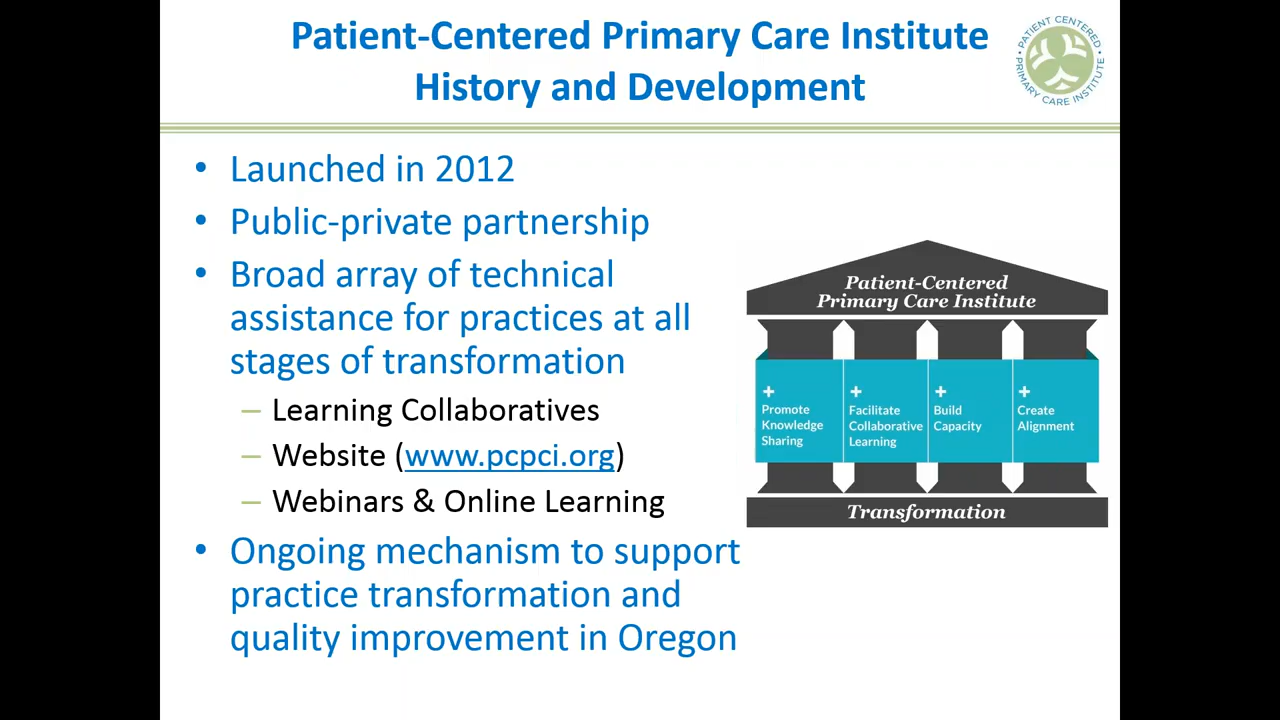 Patient-Centered Primary Care Institute
History and Development
PATIENT CENTERED
PRIMARY CARE INSTITUTE
• Launched in 2012
• Public-private partnership
• Broad array of technical
assistance for practices at all
stages of transformation
– Learning Collaboratives
– Website (www.pcpci.org)
– Webinars & Online Learning
• Ongoing mechanism to support
practice transformation and
quality improvement in Oregon
Patient-Centered
Primary Care Institute
+
Promote
Knowledge
Sharing
+
Facilitate
Collaborative
Learning
+
Build
Capacity
+
Create
Alignment
Transformation